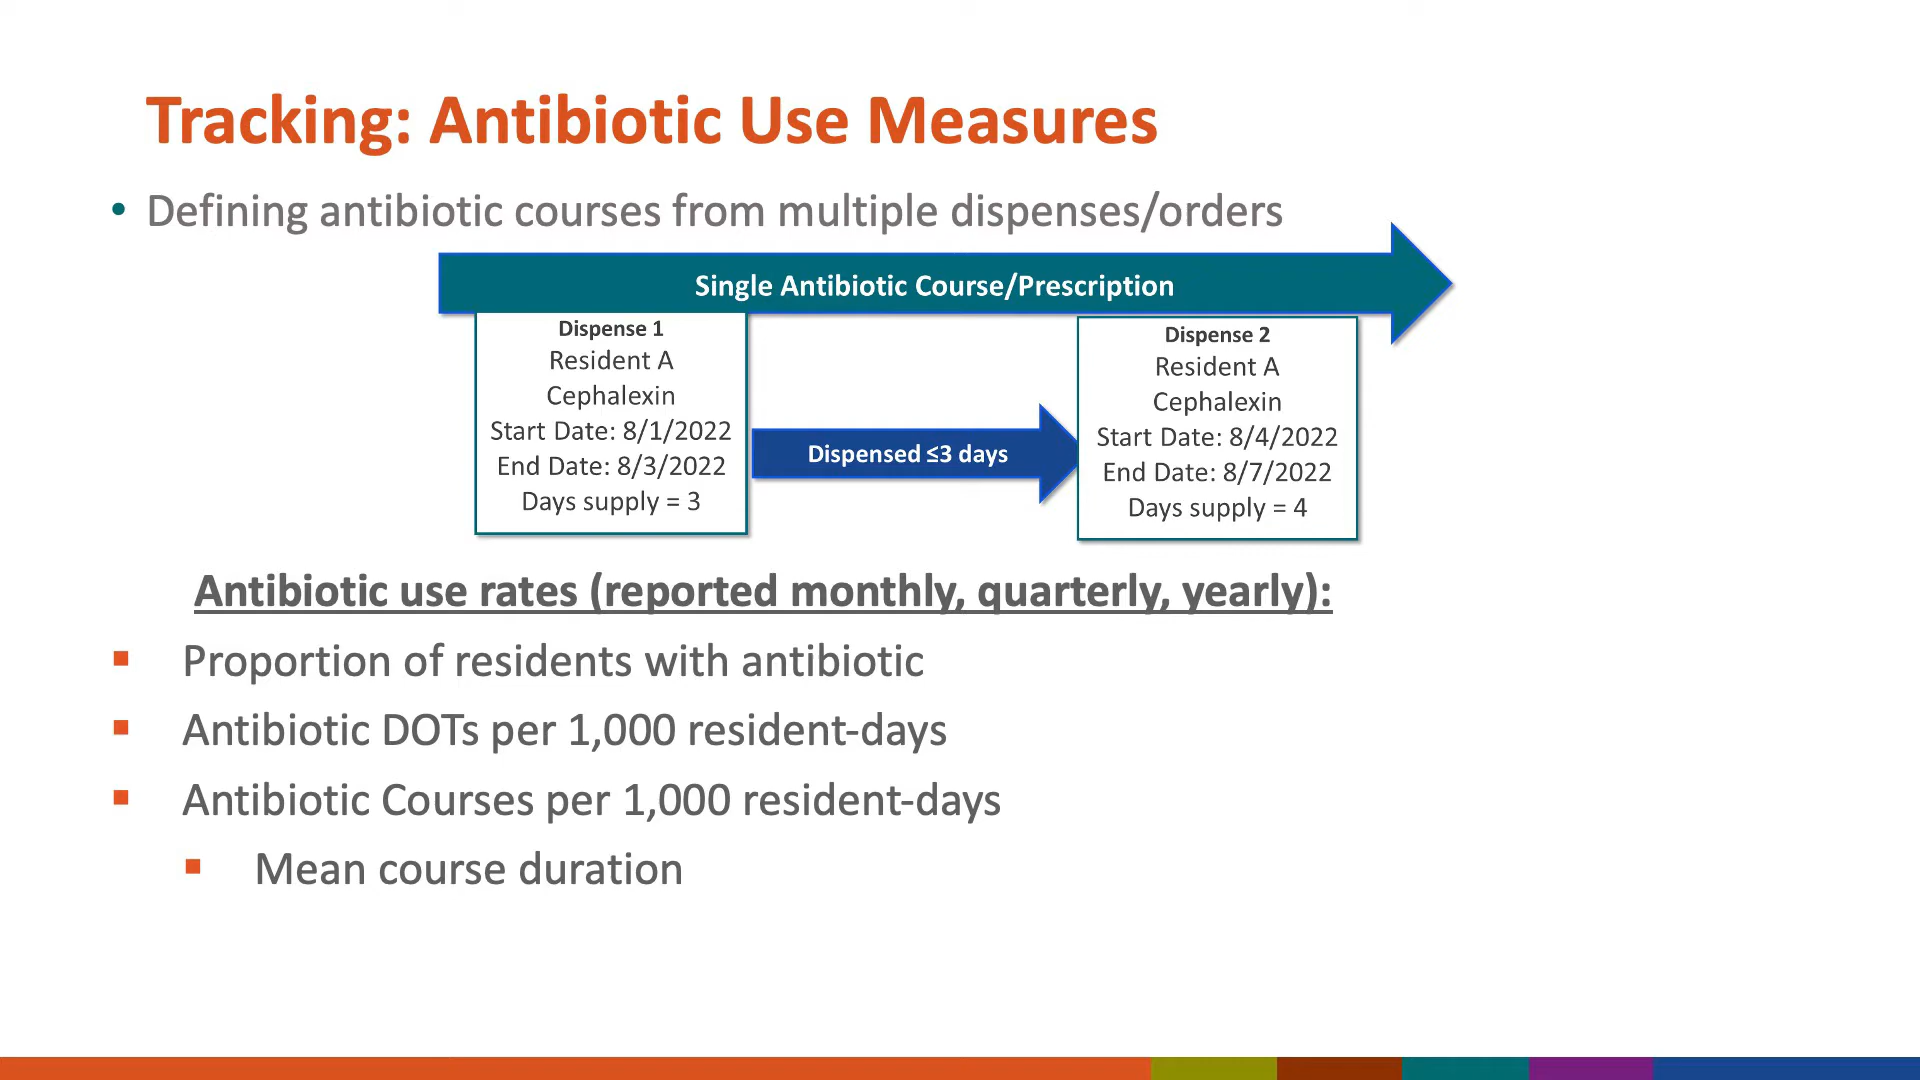 Tracking: Antibiotic Use Measures
• Defining antibiotic courses from multiple dispenses/orders
Single Antibiotic Course/Prescription
Dispense 1
Resident A
Cephalexin
Start Date: 8/1/2022
End Date: 8/3/2022
Days supply = 3
Dispensed ≤3 days
Dispense 2
Resident A
Cephalexin
Start Date: 8/4/2022
End Date: 8/7/2022
Days supply = 4
Antibiotic use rates (reported monthly, quarterly, yearly):
▪ Proportion of residents with antibiotic
▪ Antibiotic DOTs per 1,000 resident-days
▪ Antibiotic Courses per 1,000 resident-days
▪ Mean course duration